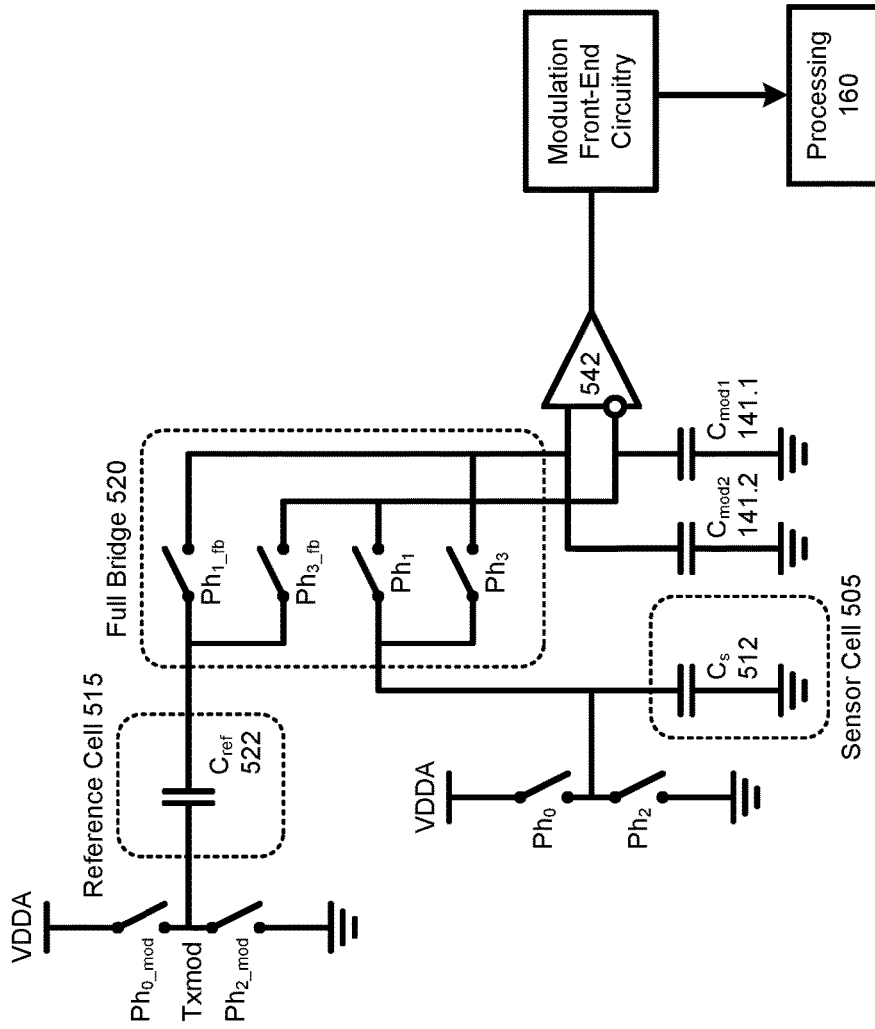 VDDA
Ph0_mod
Txmod
Ph2_mod
Reference Cell 515
Cref
522
Full Bridge 520
Ph1_fb
Ph3_fb
Ph1
Ph3
VDDA
Ph0
Ph2
Cs
512
Sensor Cell 505
Cmod2
141.2
Cmod1
141.1
542
Modulation
Front-End
Circuitry
Processing
160